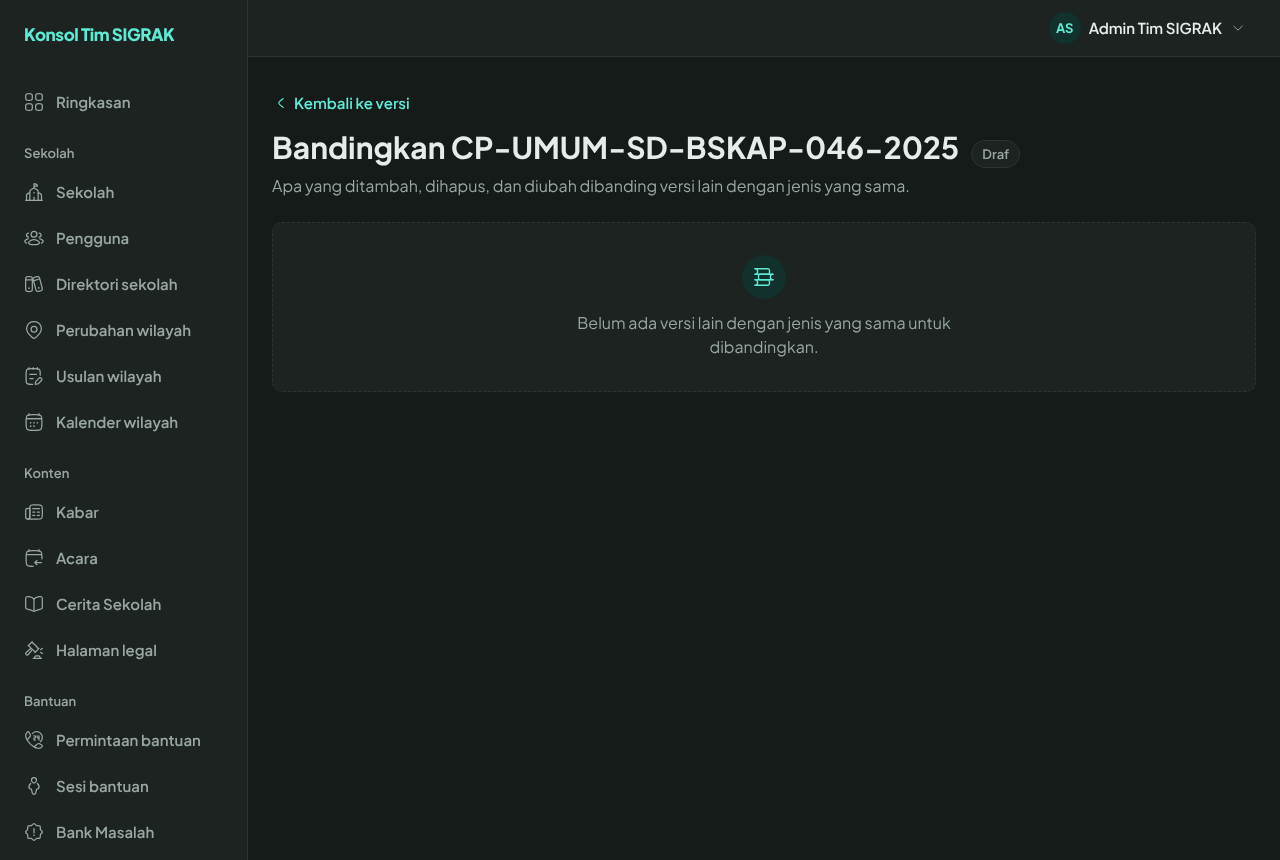 Konsol Tim SIGRAK
AS Admin Tim SIGRAK
Ringkasan
Sekolah
Sekolah
Pengguna
Direktori sekolah
Perubahan wilayah
Usulan wilayah
Kalender wilayah
Konten
Kabar
Acara
Cerita Sekolah
Halaman legal
Bantuan
Permintaan bantuan
Sesi bantuan
Bank Masalah
Kembali ke versi
Bandingkan CP-UMUM-SD-BSKAP-046-2025 Draf
Apa yang ditambah, dihapus, dan diubah dibanding versi lain dengan jenis yang sama.
Belum ada versi lain dengan jenis yang sama untuk
dibandingkan.